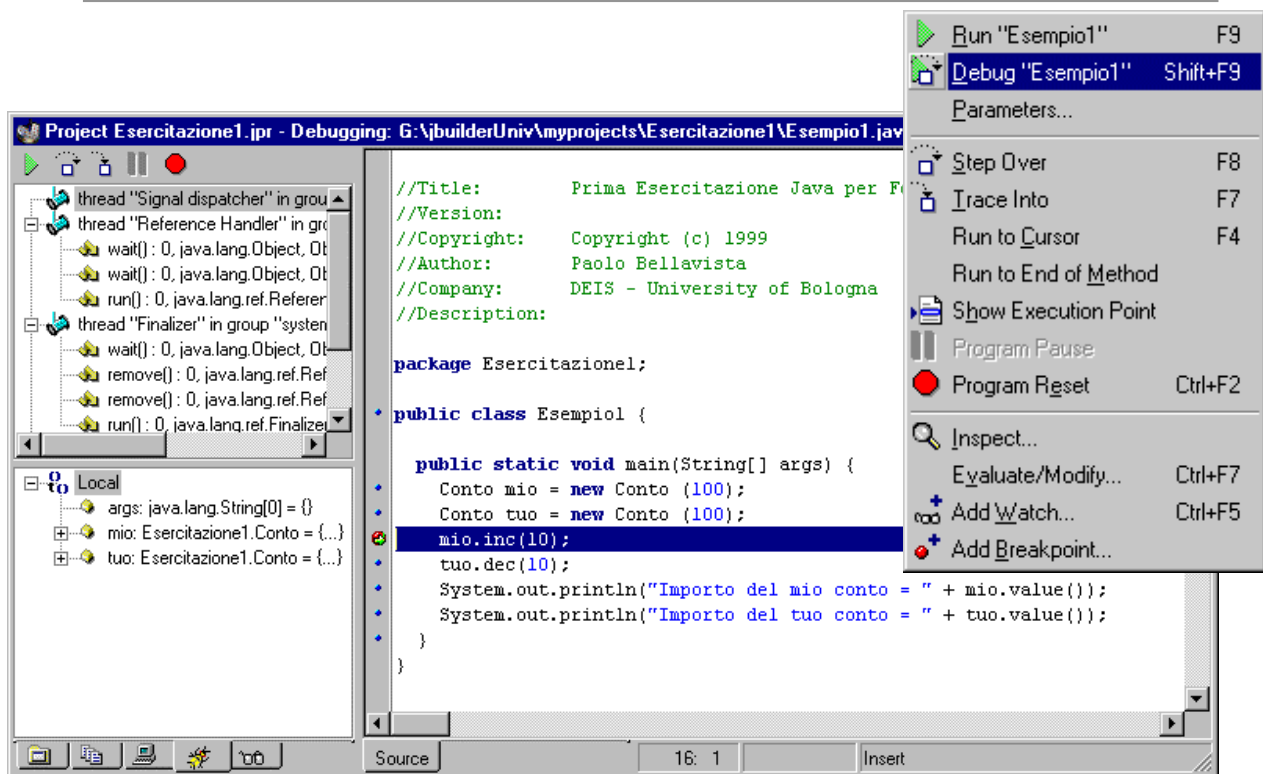 Run "Esempio1" F9
Debug "Esempio1" Shift+F9
Parameters...
Step Over F8
Trace Into F7
Run to Cursor F4
Run to End of Method
Show Execution Point
Program Pause
Program Reset Ctrl+F2
Inspect...
Evaluate/Modify... Ctrl+F7
Add Watch... Ctrl+F5
Add Breakpoint...
Project Esercitazione1.jpr - Debugging: G:\jbuilderUniv\myprojects\Esercitazione1\Esempio1.jav
thread "Signal dispatcher" in grou
thread "Reference Handler" in gro
wait() : 0, java.lang.Object, Ob
wait() : 0, java.lang.Object, Ob
run() : 0, java.lang.ref.Referen
thread "Finalizer" in group "system
wait() : 0, java.lang.Object, Ob
remove() : 0, java.lang.ref.Ref
remove() : 0, java.lang.ref.Ref
run() : 0, java.lang.ref.Finalizer
Local
args: java.lang.String[0] = {}
mio: Esercitazione1.Conto = {...}
tuo: Esercitazione1.Conto = {...}
//Title: Prima Esercitazione Java per Fo
//Version:
//Copyright: Copyright (c) 1999
//Author: Paolo Bellavista
//Company: DEIS - University of Bologna
//Description:
package Esercitazione1;
public class Esempio1 {
public static void main(String[] args) {
Conto mio = new Conto (100);
Conto tuo = new Conto (100);
mio.inc(10);
tuo.dec(10);
System.out.println("Importo del mio conto = " + mio.value());
System.out.println("Importo del tuo conto = " + tuo.value());
}
}
Source
16: 1
Insert